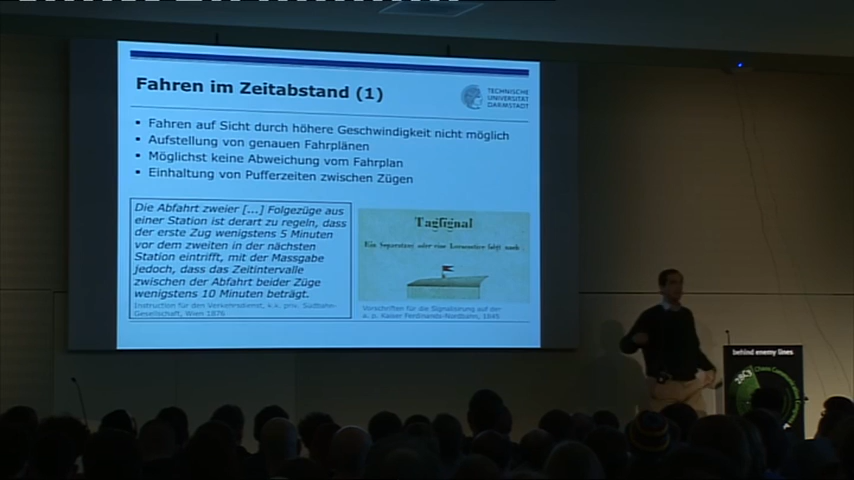 Fahren im Zeitabstand (1)
TECHNISCHE
UNIVERSITÄT
DARMSTADT
Fahren auf Sicht durch höhere Geschwindigkeit nicht möglich
Aufstellung von genauen Fahrplänen
Möglichst keine Abweichung vom Fahrplan
Einhaltung von Pufferzeiten zwischen Zügen
Die Abfahrt zweier [...] Folgezüge aus
einer Station ist derart zu regeln, dass
der erste Zug wenigstens 5 Minuten
vor dem zweiten in der nächsten
Station eintrifft, mit der Massgabe
jedoch, dass das Zeitintervalle
zwischen der Abfahrt beider Züge
wenigstens 10 Minuten beträgt.
Instruction für den Verkehrsdienst, k.k. priv. Südbahn-
Gesellschaft, Wien 1876
Tagſignal
Ein Separatzug oder eine Locomotive folgt nach
Vorschriften für die Signalisirung auf der
a. p. Kaiser Ferdinands-Nordbahn, 1845
behind enemy lines
28C3
Chaos Communication